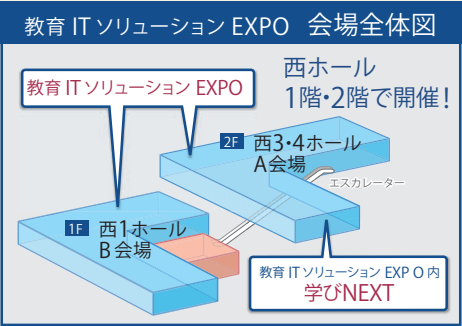 教育 IT ソリューション EXPO 会場全体図
西ホール
1階・2階で開催！
教育 IT ソリューション EXPO
2F 西3・4ホール
A会場
エスカレーター
1F 西1ホール
B会場
教育 IT ソリューション EXP O 内
学びNEXT